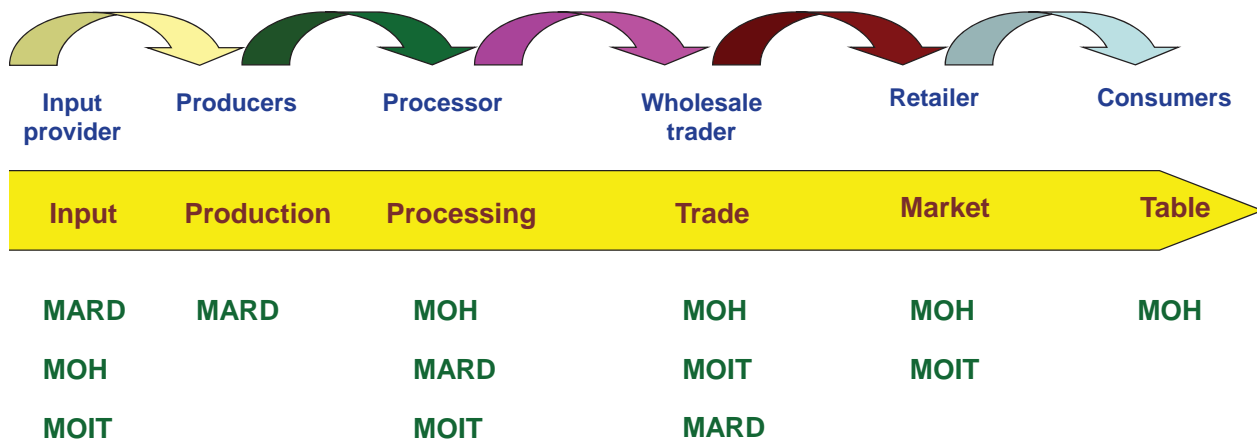 Input provider
Producers
Processor
Wholesale trader
Retailer
Consumers
Input
Production
Processing
Trade
Market
Table
MARD
MARD
MOH
MOH
MOH
MOH
MOH
MARD
MOIT
MOIT
MOIT
MOIT
MARD